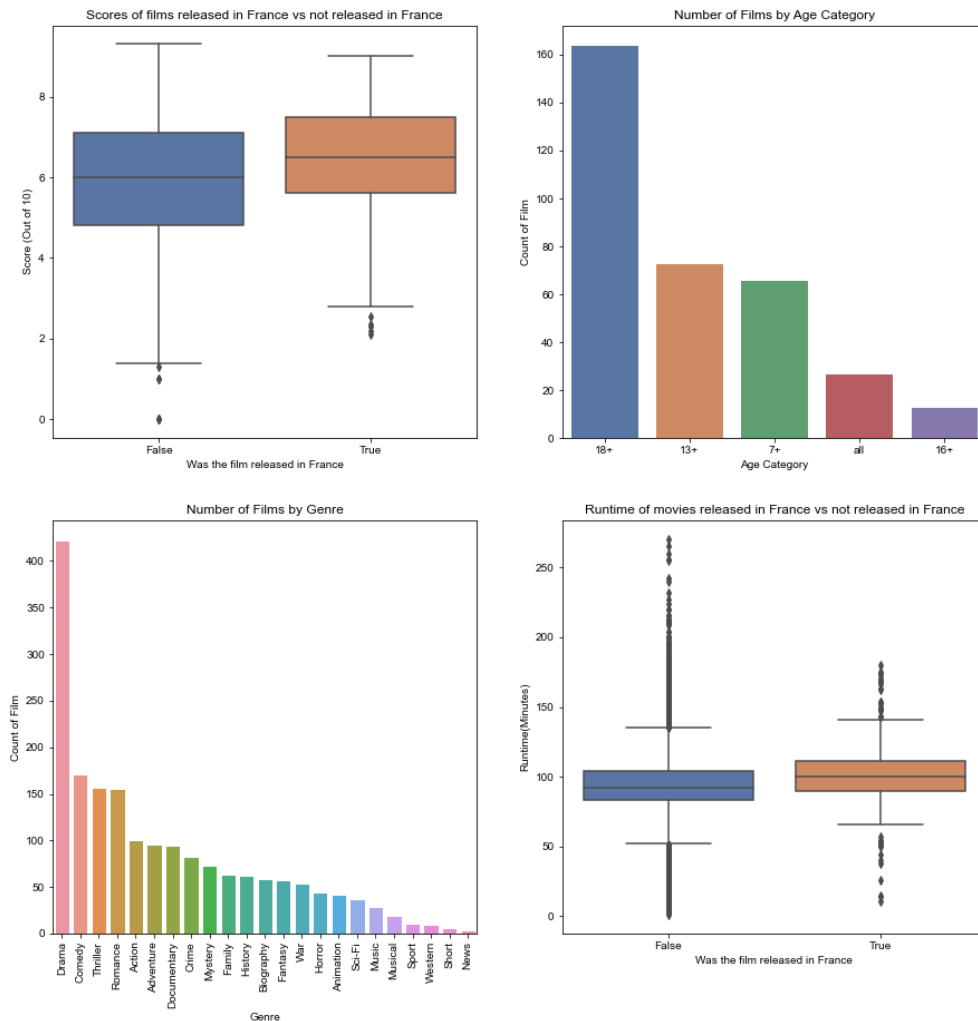 Scores of films released in France vs not released in France
Score (Out of 10)
8
6
4
2
0
False
True
Was the film released in France
Number of Films by Age Category
Count of Film
160
140
120
100
80
60
40
20
0
18+
13+
7+
all
16+
Age Category
Number of Films by Genre
Count of Film
400
350
300
250
200
150
100
50
0
Drama
Comedy
Thriller
Romance
Action
Adventure
Documentary
Crime
Mystery
Family
History
Biography
Fantasy
War
Horror
Animation
Sci-Fi
Music
Musical
Sport
Western
Short
News
Genre
Runtime of movies released in France vs not released in France
Runtime(Minutes)
250
200
150
100
50
0
False
True
Was the film released in France